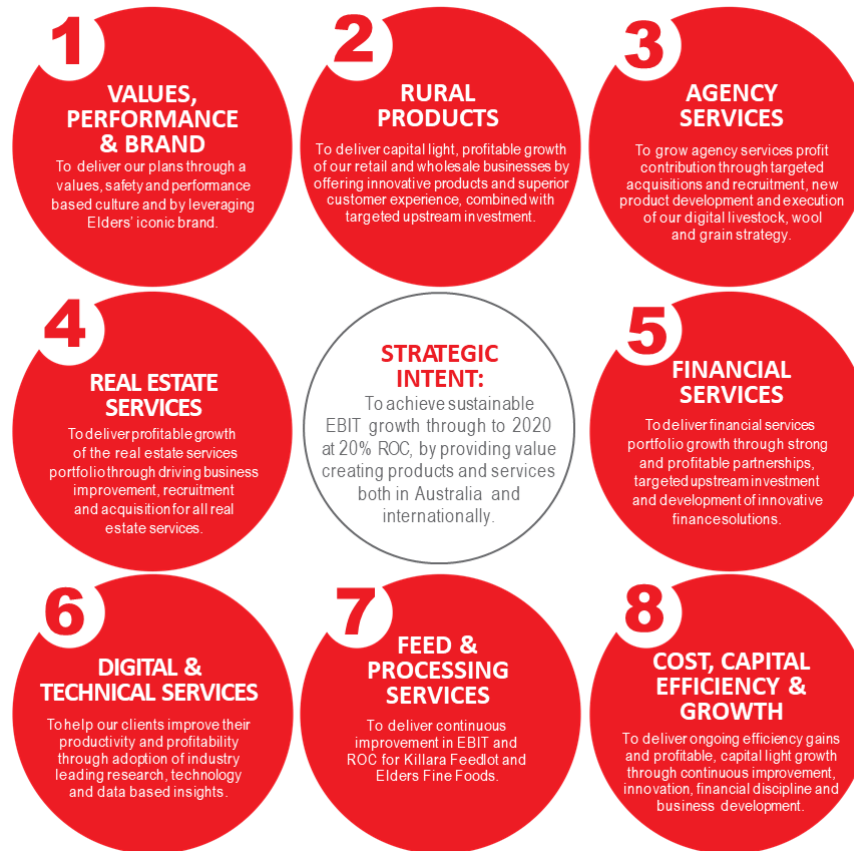 1
VALUES,
PERFORMANCE
& BRAND
To deliver our plans through a
values, safety and performance
based culture and by leveraging
Elders' iconic brand.
2
RURAL
PRODUCTS
To deliver capital light, profitable growth
of our retail and wholesale businesses by
offering innovative products and superior
customer experience, combined with
targeted upstream investment.
3
AGENCY
SERVICES
To grow agency services profit
contribution through targeted
acquisitions and recruitment, new
product development and execution
of our digital livestock, wool
and grain strategy.
4
REAL ESTATE
SERVICES
To deliver profitable growth
of the real estate services
portfolio through driving business
improvement, recruitment
and acquisition for all real
estate services.
STRATEGIC
INTENT:
To achieve sustainable
EBIT growth through to 2020
at 20% ROC, by providing value
creating products and services
both in Australia and
internationally.
5
FINANCIAL
SERVICES
To deliver financial services
portfolio growth through strong
and profitable partnerships,
targeted upstream investment
and development of innovative
finance solutions.
6
DIGITAL &
TECHNICAL SERVICES
To help our clients improve their
productivity and profitability
through adoption of industry
leading research, technology
and data based insights.
7
FEED &
PROCESSING
SERVICES
To deliver continuous
improvement in EBIT and
ROC for Killara Feedlot and
Elders Fine Foods.
8
COST, CAPITAL
EFFICIENCY &
GROWTH
To deliver ongoing efficiency gains
and profitable, capital light growth
through continuous improvement,
innovation, financial discipline and
business development.